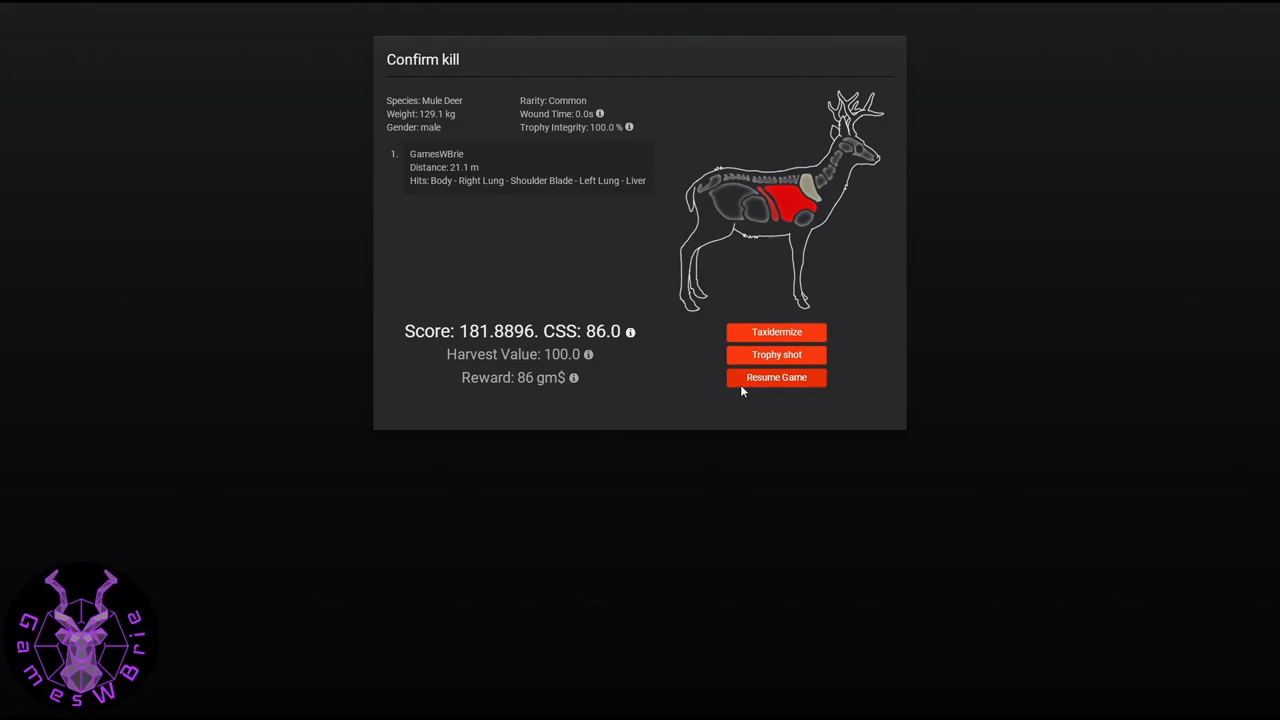 Confirm kill
Species: Mule Deer
Weight: 129.1 kg
Gender: male
Rarity: Common
Wound Time: 0.0s
Trophy Integrity: 100.0 %
1. GamesWBrie
Distance: 21.1 m
Hits: Body - Right Lung - Shoulder Blade - Left Lung - Liver
Score: 181.8896. CSS: 86.0
Harvest Value: 100.0
Reward: 86 gm$
Taxidermize
Trophy shot
Resume Game
GamesWBria